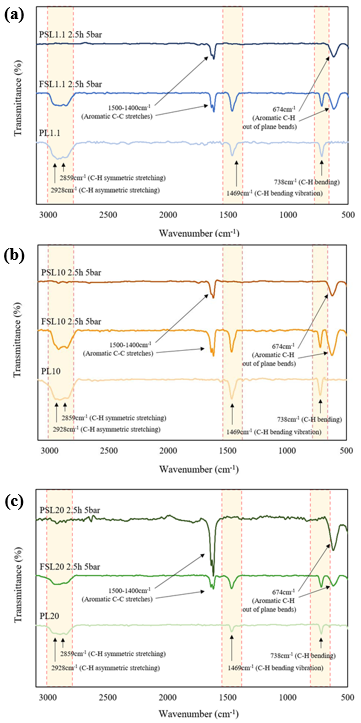 (a)
PSL1.1 2.5h 5bar
FSL1.1 2.5h 5bar
1500-1400cm⁻¹
(Aromatic C-C stretches)
674cm⁻¹
(Aromatic C-H
out of plane bends)
PL1.1
2859cm⁻¹ (C-H symmetric stretching)
2928cm⁻¹ (C-H asymmetric stretching)
738cm⁻¹ (C-H bending)
1469cm⁻¹ (C-H bending vibration)
Transmittance (%)
3000 2500 2000 1500 1000 500
Wavenumber (cm⁻¹)
(b)
PSL10 2.5h 5bar
FSL10 2.5h 5bar
1500-1400cm⁻¹
(Aromatic C-C stretches)
674cm⁻¹
(Aromatic C-H
out of plane bends)
PL10
2859cm⁻¹ (C-H symmetric stretching)
2928cm⁻¹ (C-H asymmetric stretching)
738cm⁻¹ (C-H bending)
1469cm⁻¹ (C-H bending vibration)
Transmittance (%)
3000 2500 2000 1500 1000 500
Wavenumber (cm⁻¹)
(c)
PSL20 2.5h 5bar
FSL20 2.5h 5bar
1500-1400cm⁻¹
(Aromatic C-C stretches)
674cm⁻¹
(Aromatic C-H
out of plane bends)
PL20
2859cm⁻¹ (C-H symmetric stretching)
2928cm⁻¹ (C-H asymmetric stretching)
738cm⁻¹ (C-H bending)
1469cm⁻¹ (C-H bending vibration)
Transmittance (%)
3000 2500 2000 1500 1000 500
Wavenumber (cm⁻¹)